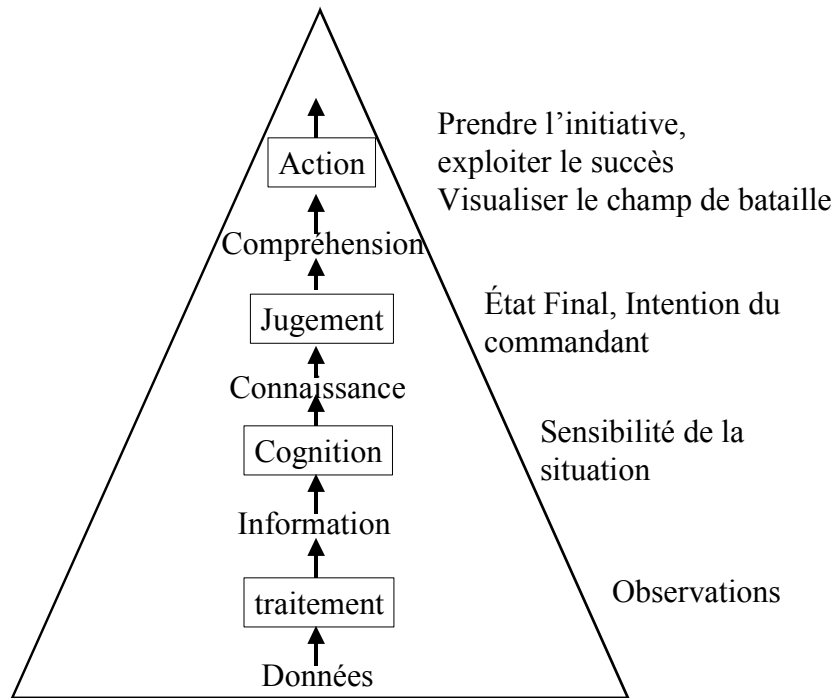 Prendre l’initiative,
exploiter le succès
Visualiser le champ de bataille
Action
Compréhension
État Final, Intention du
commandant
Jugement
Connaissance
Sensibilité de la
situation
Cognition
Information
Observations
traitement
Données